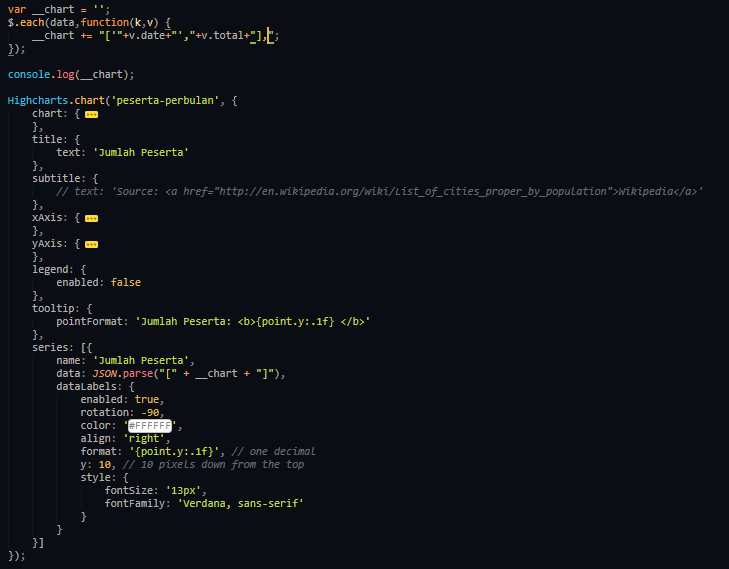 var __chart = '';
$.each(data,function(k,v) {
    __chart += "['"+v.date+"',"+v.total+"],";
});

console.log(__chart);

Highcharts.chart('peserta-perbulan', {
    chart: { •••
    },
    title: {
        text: 'Jumlah Peserta'
    },
    subtitle: {
        // text: 'Source: <a href="http://en.wikipedia.org/wiki/List_of_cities_proper_by_population">Wikipedia</a>'
    },
    xAxis: { •••
    },
    yAxis: { •••
    },
    legend: {
        enabled: false
    },
    tooltip: {
        pointFormat: 'Jumlah Peserta: <b>{point.y:.1f} </b>'
    },
    series: [{
        name: 'Jumlah Peserta',
        data: JSON.parse("[" + __chart + "]"),
        dataLabels: {
            enabled: true,
            rotation: -90,
            color: '#FFFFFF',
            align: 'right',
            format: '{point.y:.1f}', // one decimal
            y: 10, // 10 pixels down from the top
            style: {
                fontSize: '13px',
                fontFamily: 'Verdana, sans-serif'
            }
        }
    }]
});